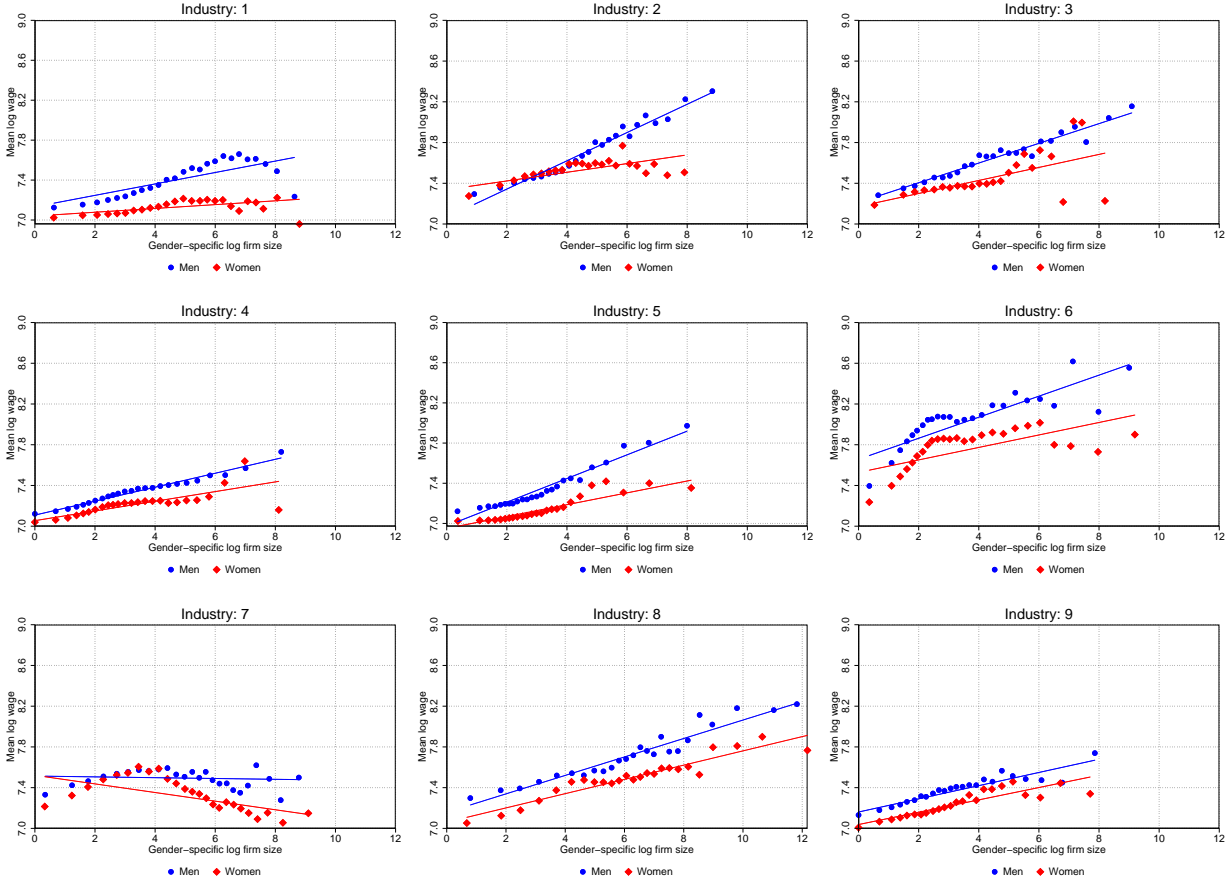 Industry: 1
9.0
8.6
8.2
7.8
7.4
7.0
Mean log wage
0 2 4 6 8 10 12
Gender−specific log firm size
Men Women
Industry: 2
9.0
8.6
8.2
7.8
7.4
7.0
Mean log wage
0 2 4 6 8 10 12
Gender−specific log firm size
Men Women
Industry: 3
9.0
8.6
8.2
7.8
7.4
7.0
Mean log wage
0 2 4 6 8 10 12
Gender−specific log firm size
Men Women
Industry: 4
9.0
8.6
8.2
7.8
7.4
7.0
Mean log wage
0 2 4 6 8 10 12
Gender−specific log firm size
Men Women
Industry: 5
9.0
8.6
8.2
7.8
7.4
7.0
Mean log wage
0 2 4 6 8 10 12
Gender−specific log firm size
Men Women
Industry: 6
9.0
8.6
8.2
7.8
7.4
7.0
Mean log wage
0 2 4 6 8 10 12
Gender−specific log firm size
Men Women
Industry: 7
9.0
8.6
8.2
7.8
7.4
7.0
Mean log wage
0 2 4 6 8 10 12
Gender−specific log firm size
Men Women
Industry: 8
9.0
8.6
8.2
7.8
7.4
7.0
Mean log wage
0 2 4 6 8 10 12
Gender−specific log firm size
Men Women
Industry: 9
9.0
8.6
8.2
7.8
7.4
7.0
Mean log wage
0 2 4 6 8 10 12
Gender−specific log firm size
Men Women